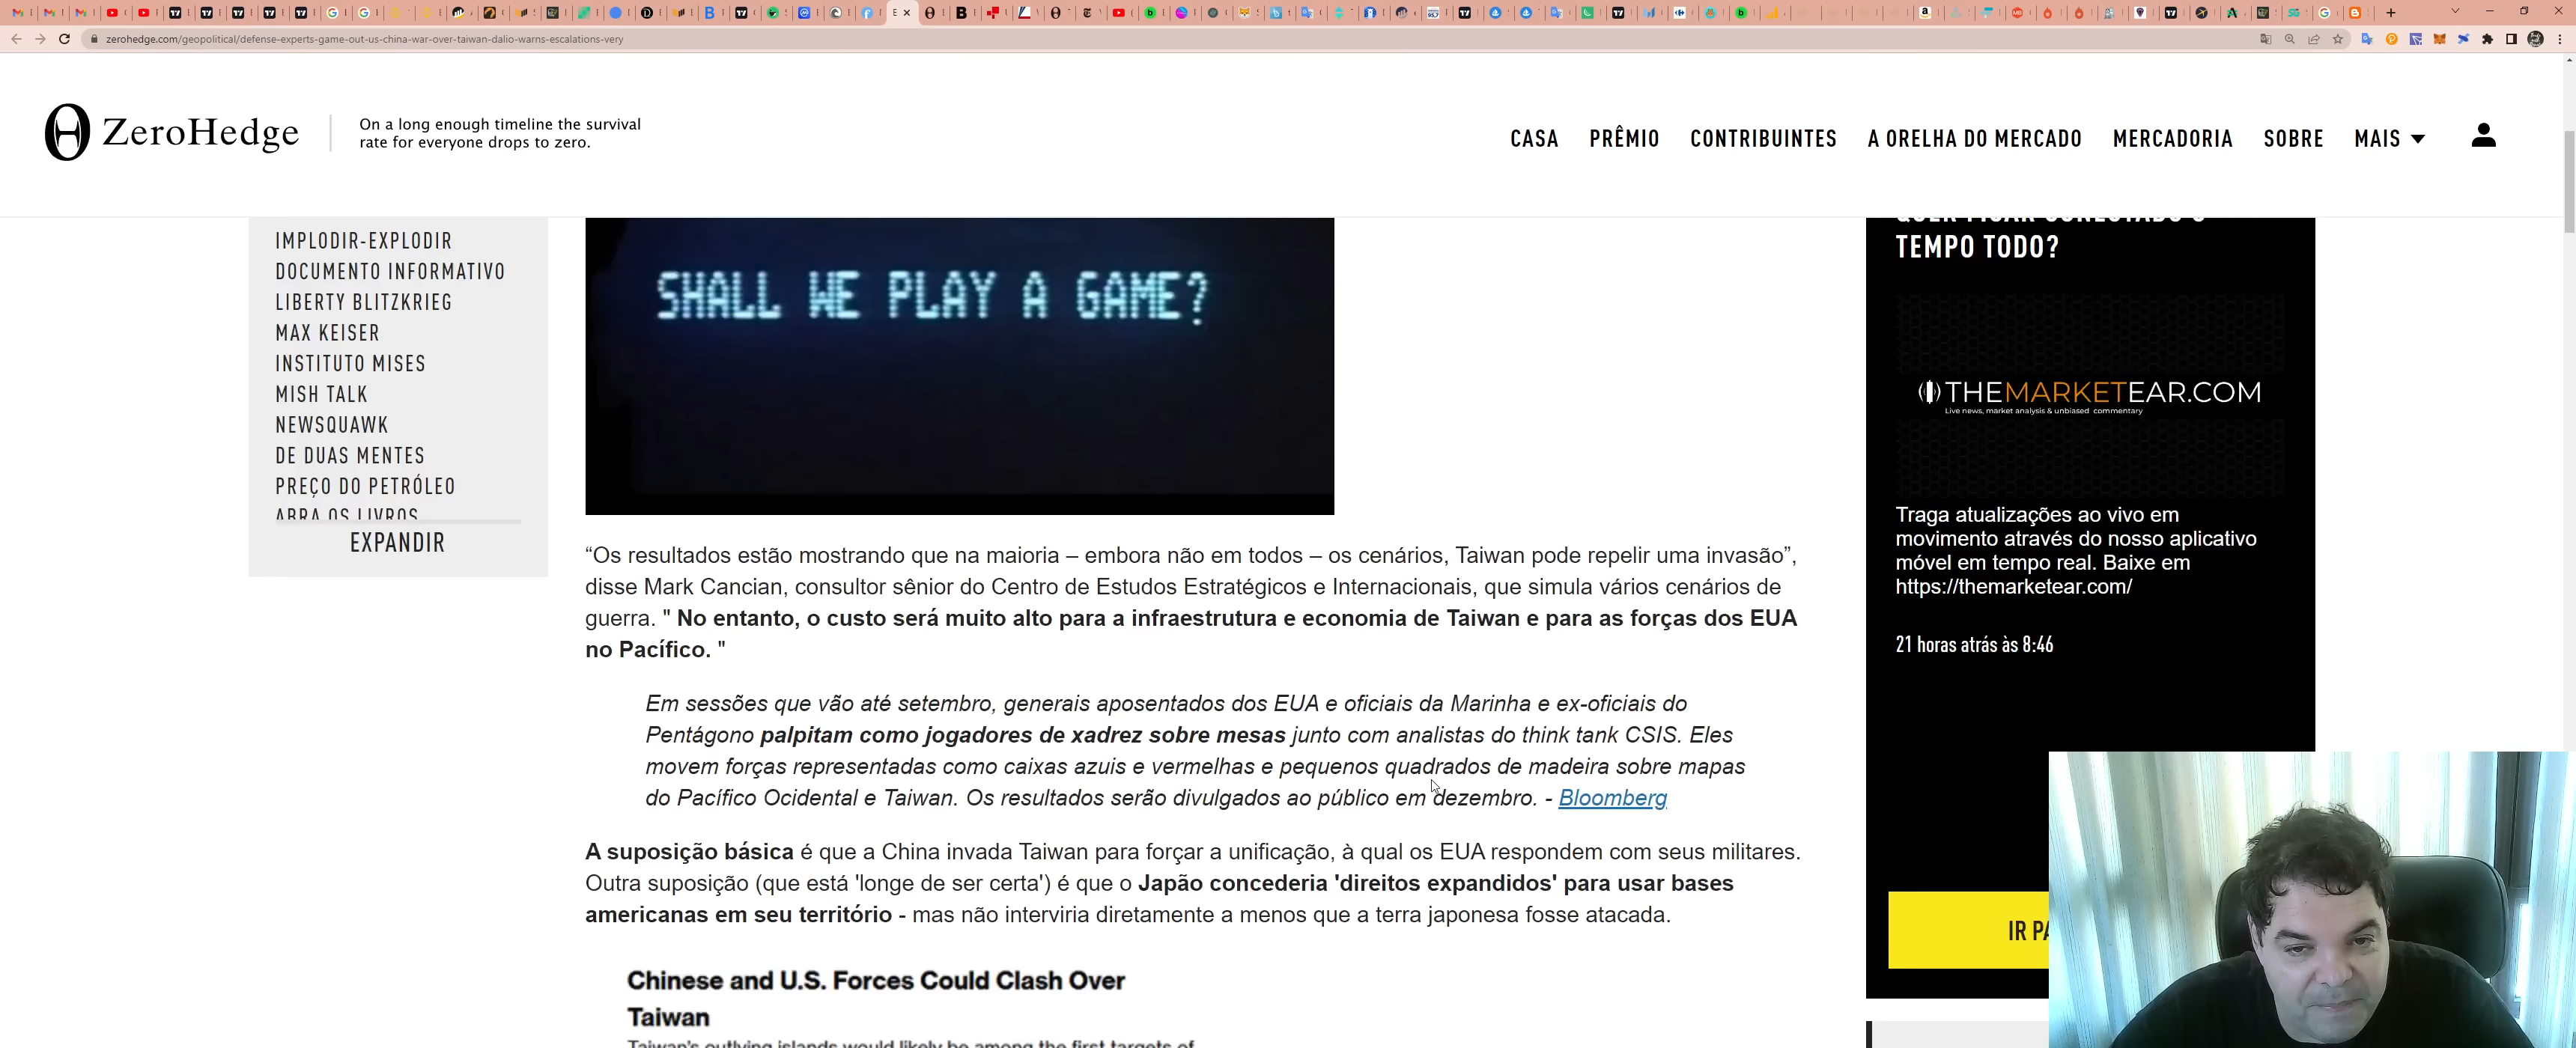 zerohedge.com/geopolitical/defense-experts-game-out-us-china-war-over-taiwan-dalio-warns-escalations-very
ZeroHedge
On a long enough timeline the survival
rate for everyone drops to zero.
CASA PRÊMIO CONTRIBUINTES A ORELHA DO MERCADO MERCADORIA SOBRE MAIS
IMPLODIR-EXPLODIR
DOCUMENTO INFORMATIVO
LIBERTY BLITZKRIEG
MAX KEISER
INSTITUTO MISES
MISH TALK
NEWSQUAWK
DE DUAS MENTES
PREÇO DO PETRÓLEO
ABRA OS LIVROS
EXPANDIR
SHALL WE PLAY A GAME?
“Os resultados estão mostrando que na maioria – embora não em todos – os cenários, Taiwan pode repelir uma invasão”,
disse Mark Cancian, consultor sênior do Centro de Estudos Estratégicos e Internacionais, que simula vários cenários de
guerra. " No entanto, o custo será muito alto para a infraestrutura e economia de Taiwan e para as forças dos EUA
no Pacífico. "
Em sessões que vão até setembro, generais aposentados dos EUA e oficiais da Marinha e ex-oficiais do
Pentágono palpitam como jogadores de xadrez sobre mesas junto com analistas do think tank CSIS. Eles
movem forças representadas como caixas azuis e vermelhas e pequenos quadrados de madeira sobre mapas
do Pacífico Ocidental e Taiwan. Os resultados serão divulgados ao público em dezembro. - Bloomberg
A suposição básica é que a China invada Taiwan para forçar a unificação, à qual os EUA respondem com seus militares.
Outra suposição (que está 'longe de ser certa') é que o Japão concederia 'direitos expandidos' para usar bases
americanas em seu território - mas não interviria diretamente a menos que a terra japonesa fosse atacada.
Chinese and U.S. Forces Could Clash Over
Taiwan
Taiwan's outlying islands would likely be among the first targets of
QUER FICAR CONECTADO O
TEMPO TODO?
THEMARKETEAR.COM
Live news, market analysis & unbiased commentary
Traga atualizações ao vivo em
movimento através do nosso aplicativo
móvel em tempo real. Baixe em
https://themarketear.com/
21 horas atrás às 8:46
IR